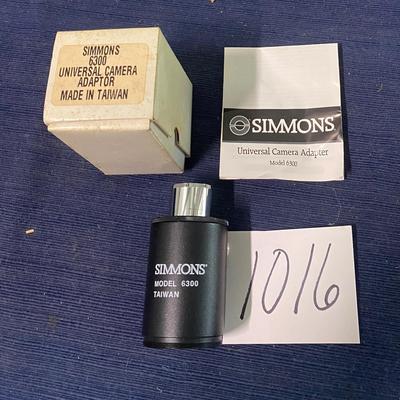 SIMMONS
6300
UNIVERSAL CAMERA
ADAPTOR
MADE IN TAIWAN
SIMMONS
Universal Camera Adapter
Model 6300
SIMMONS
MODEL 6300
TAIWAN
1016